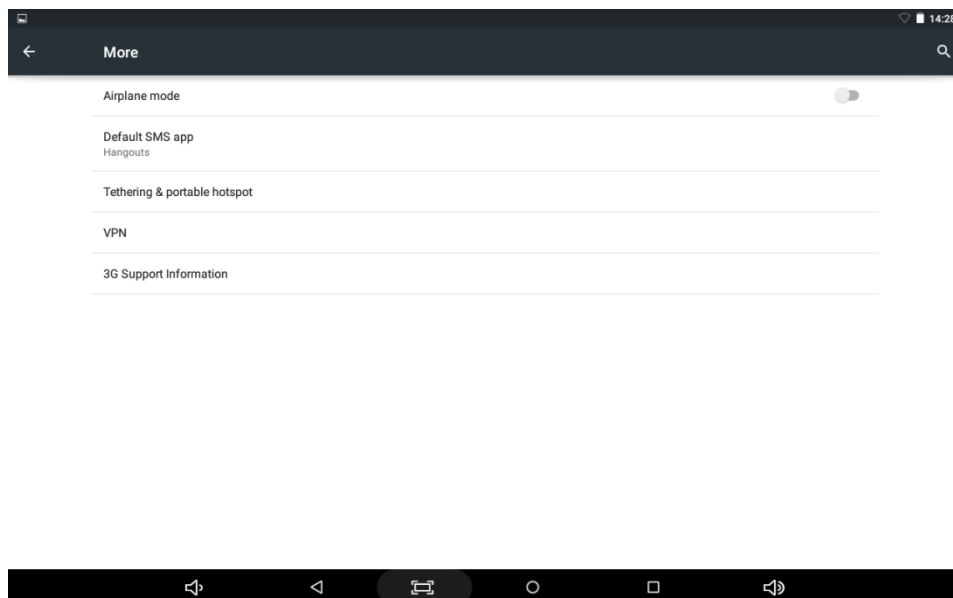 14:28
More
Airplane mode
Default SMS app
Hangouts
Tethering & portable hotspot
VPN
3G Support Information